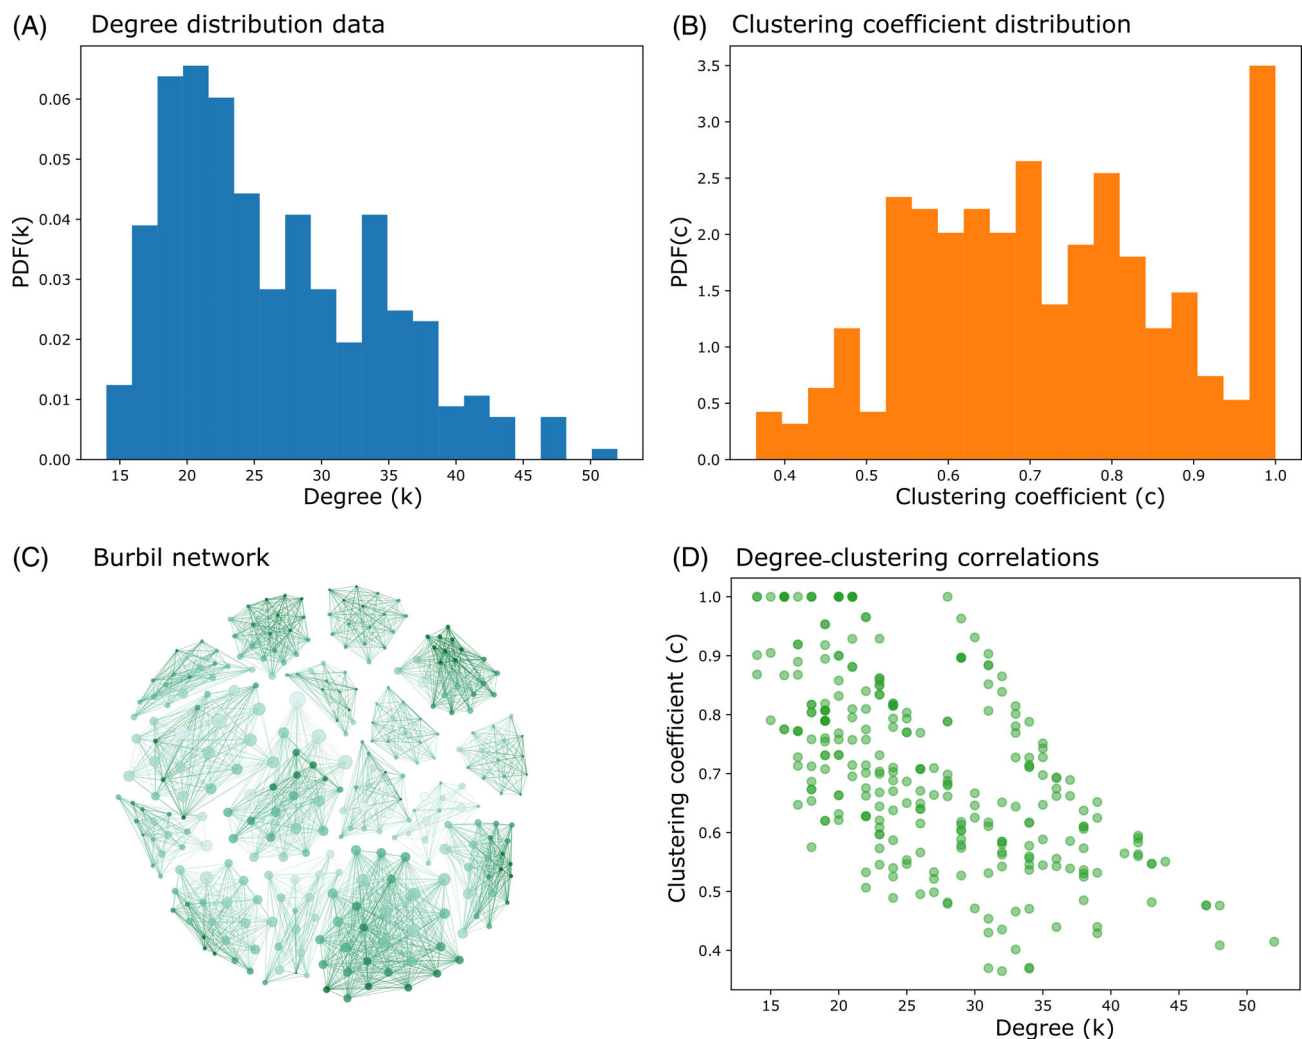 (A) Degree distribution data
0.06
0.05
0.04
0.03
0.02
0.01
0.00
PDF(k)
15 20 25 30 35 40 45 50
Degree (k)
(B) Clustering coefficient distribution
3.5
3.0
2.5
2.0
1.5
1.0
0.5
0.0
PDF(c)
0.4 0.5 0.6 0.7 0.8 0.9 1.0
Clustering coefficient (c)
(C) Burbil network
(D) Degree-clustering correlations
1.0
0.9
0.8
0.7
0.6
0.5
0.4
Clustering coefficient (c)
15 20 25 30 35 40 45 50
Degree (k)